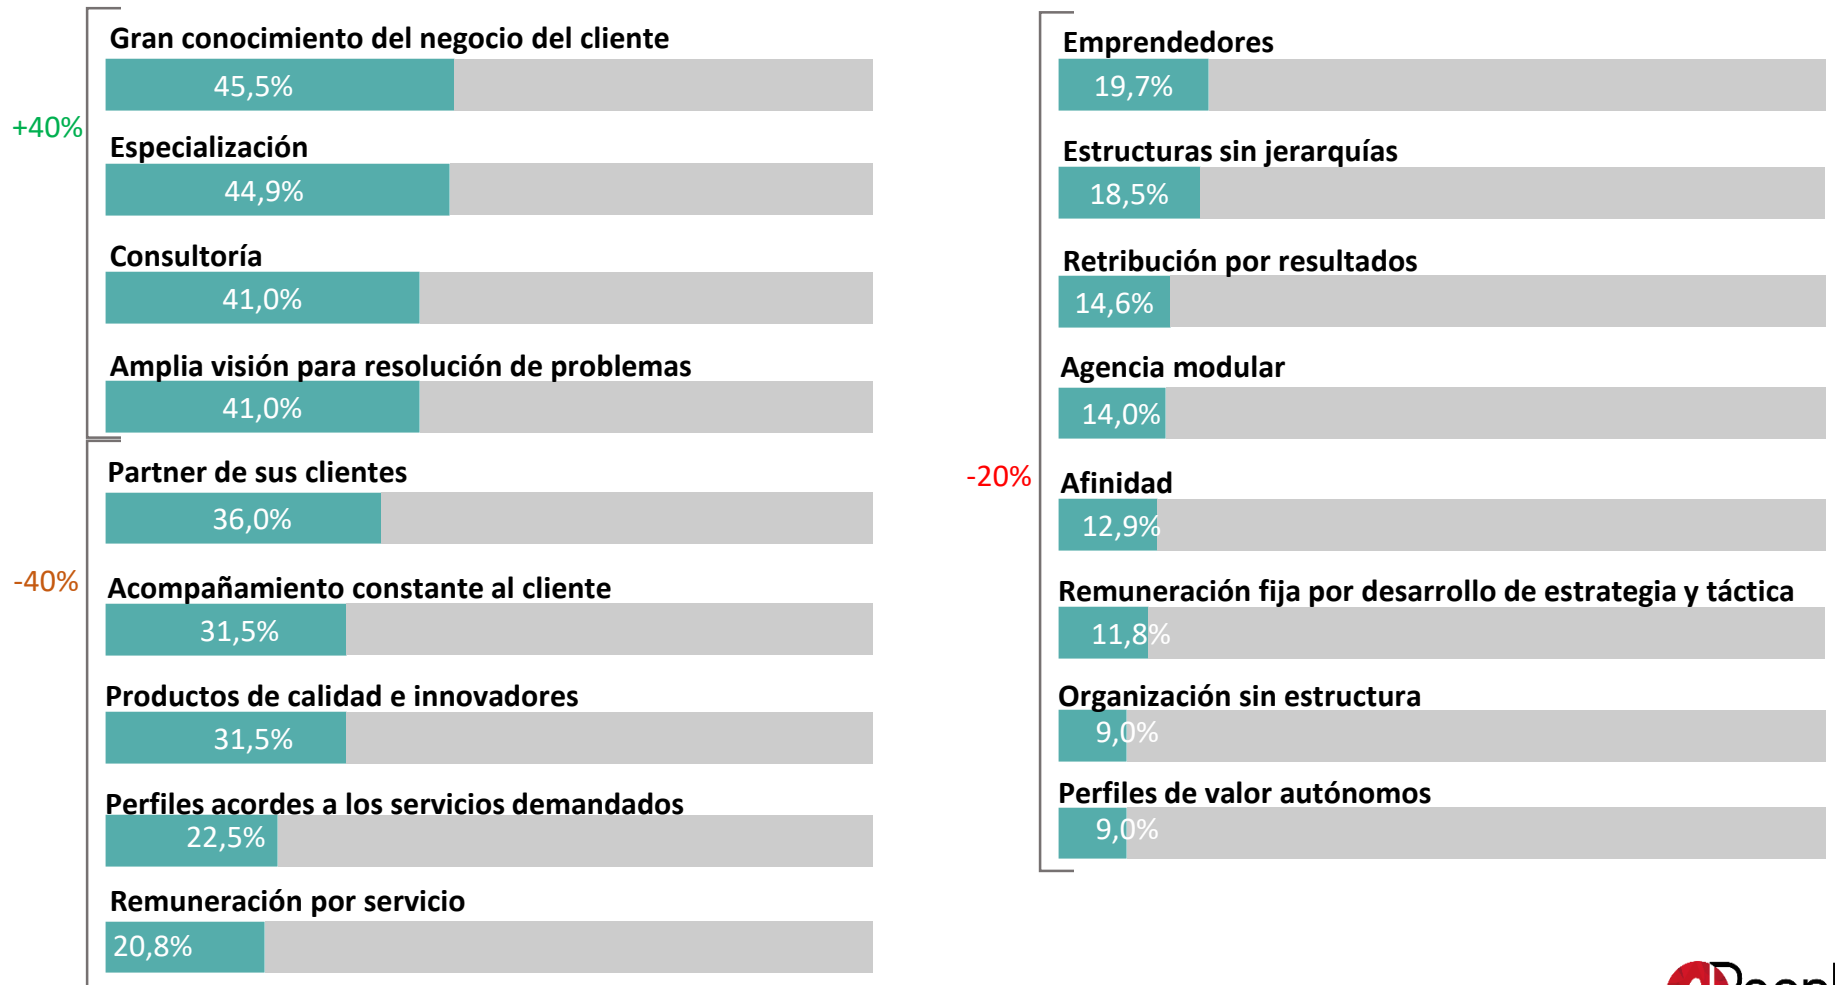 +40%
Gran conocimiento del negocio del cliente
45,5%
Especialización
44,9%
Consultoría
41,0%
Amplia visión para resolución de problemas
41,0%
-40%
Partner de sus clientes
36,0%
Acompañamiento constante al cliente
31,5%
Productos de calidad e innovadores
31,5%
Perfiles acordes a los servicios demandados
22,5%
Remuneración por servicio
20,8%
-20%
Emprendedores
19,7%
Estructuras sin jerarquías
18,5%
Retribución por resultados
14,6%
Agencia modular
14,0%
Afinidad
12,9%
Remuneración fija por desarrollo de estrategia y táctica
11,8%
Organización sin estructura
9,0%
Perfiles de valor autónomos
9,0%